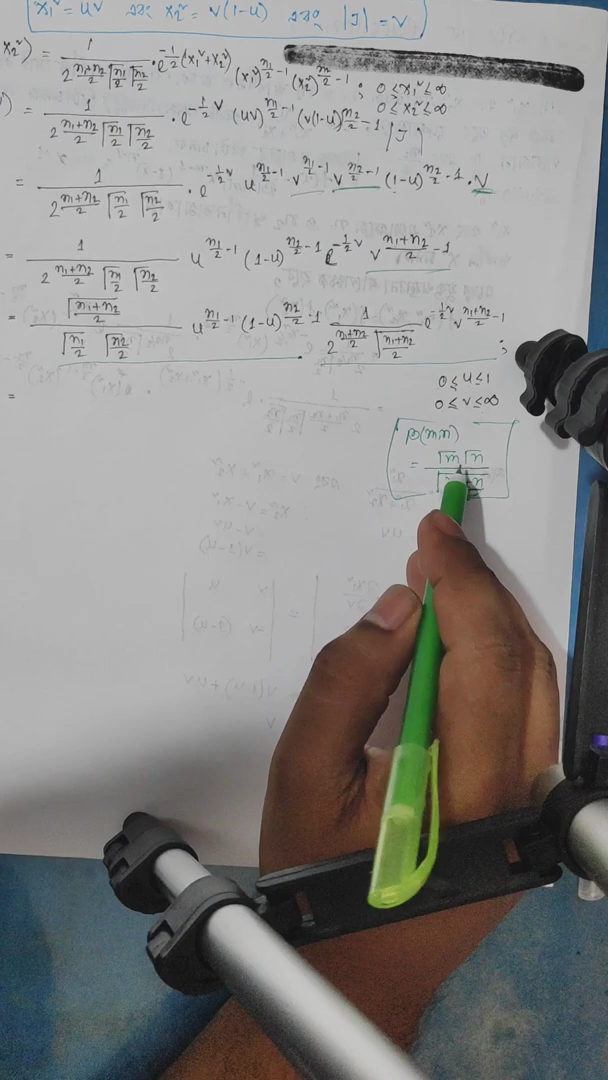 x₁² = uv এবং x₂² = v(1-u) এবং |J| = v
x₂²) = 1/(2^((n₁+n₂)/2) Γ(n₁/2) Γ(n₂/2)) · e^(-½(x₁²+x₂²)) (x₁²)^(n₁/2-1) (x₂²)^(n₂/2-1) ; 0 ≤ x₁² ≤ ∞
0 ≤ x₂² ≤ ∞
) = 1/(2^((n₁+n₂)/2) Γ(n₁/2) Γ(n₂/2)) · e^(-½v) (uv)^(n₁/2-1) (v(1-u))^(n₂/2-1) |J|
= 1/(2^((n₁+n₂)/2) Γ(n₁/2) Γ(n₂/2)) · e^(-½v) u^(n₁/2-1) v^(n₁/2-1) v^(n₂/2-1) (1-u)^(n₂/2-1) · v
= 1/(2^((n₁+n₂)/2) Γ(n₁/2) Γ(n₂/2)) u^(n₁/2-1) (1-u)^(n₂/2-1) e^(-½v) v^((n₁+n₂)/2-1)
= Γ((n₁+n₂)/2)/(Γ(n₁/2) Γ(n₂/2)) u^(n₁/2-1) (1-u)^(n₂/2-1) · 1/(2^((n₁+n₂)/2) Γ((n₁+n₂)/2)) e^(-½v) v^((n₁+n₂)/2-1) ;
0 ≤ u ≤ 1
0 ≤ v ≤ ∞
=
β(m n)
= Γm Γn